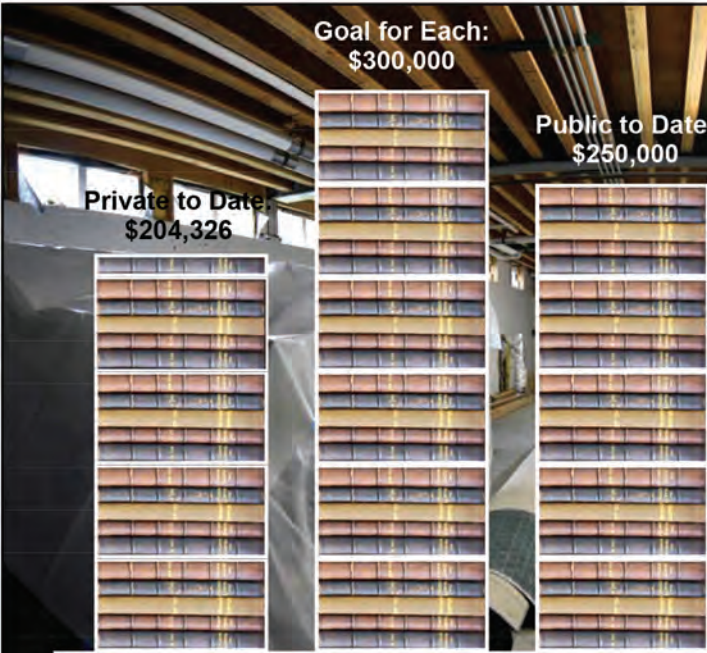 Goal for Each:
$300,000
Public to Date
$250,000
Private to Date:
$204,326